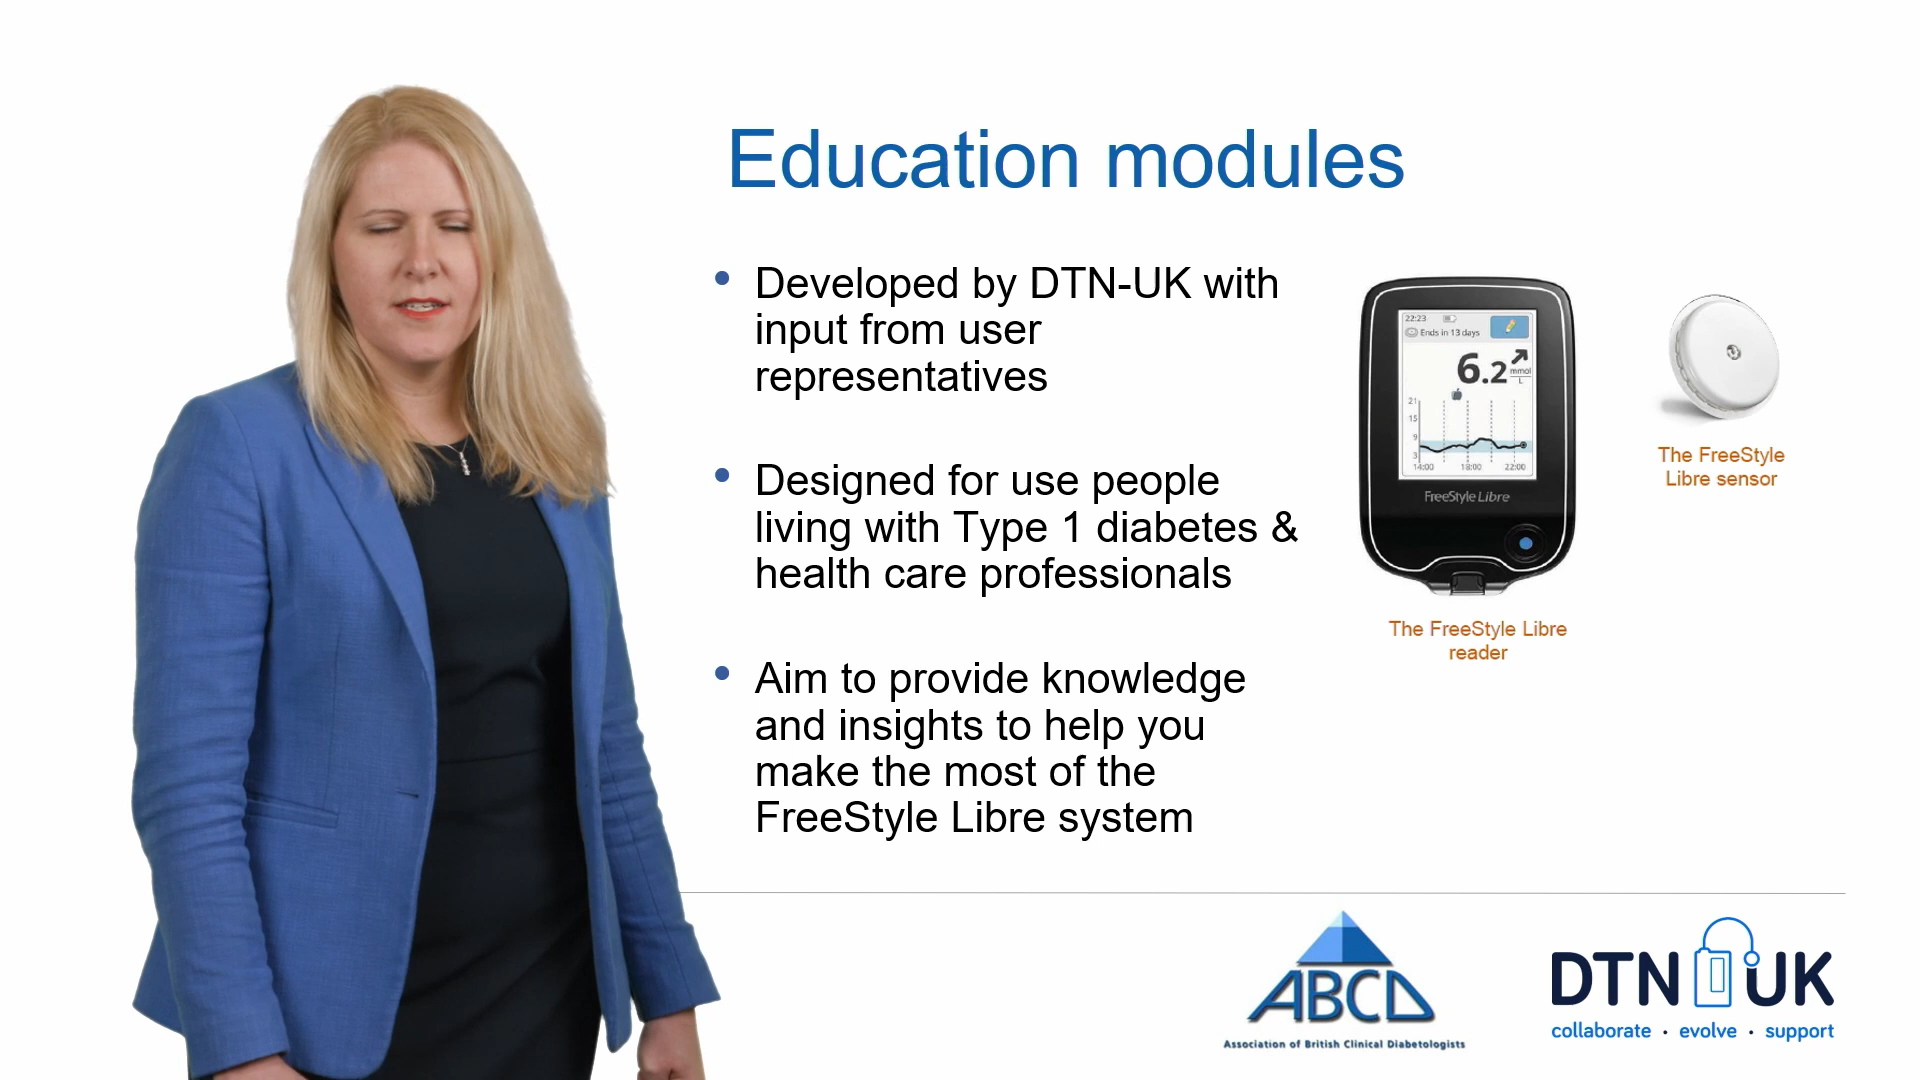 Education modules
• Developed by DTN-UK with
input from user
representatives
• Designed for use people
living with Type 1 diabetes &
health care professionals
• Aim to provide knowledge
and insights to help you
make the most of the
FreeStyle Libre system
22:23
Ends in 13 days
6.2 mmol
L
21
15
9
3
14:00 18:00 22:00
FreeStyle Libre
The FreeStyle Libre
reader
The FreeStyle
Libre sensor
ABCD
Association of British Clinical Diabetologists
DTN UK
collaborate · evolve · support